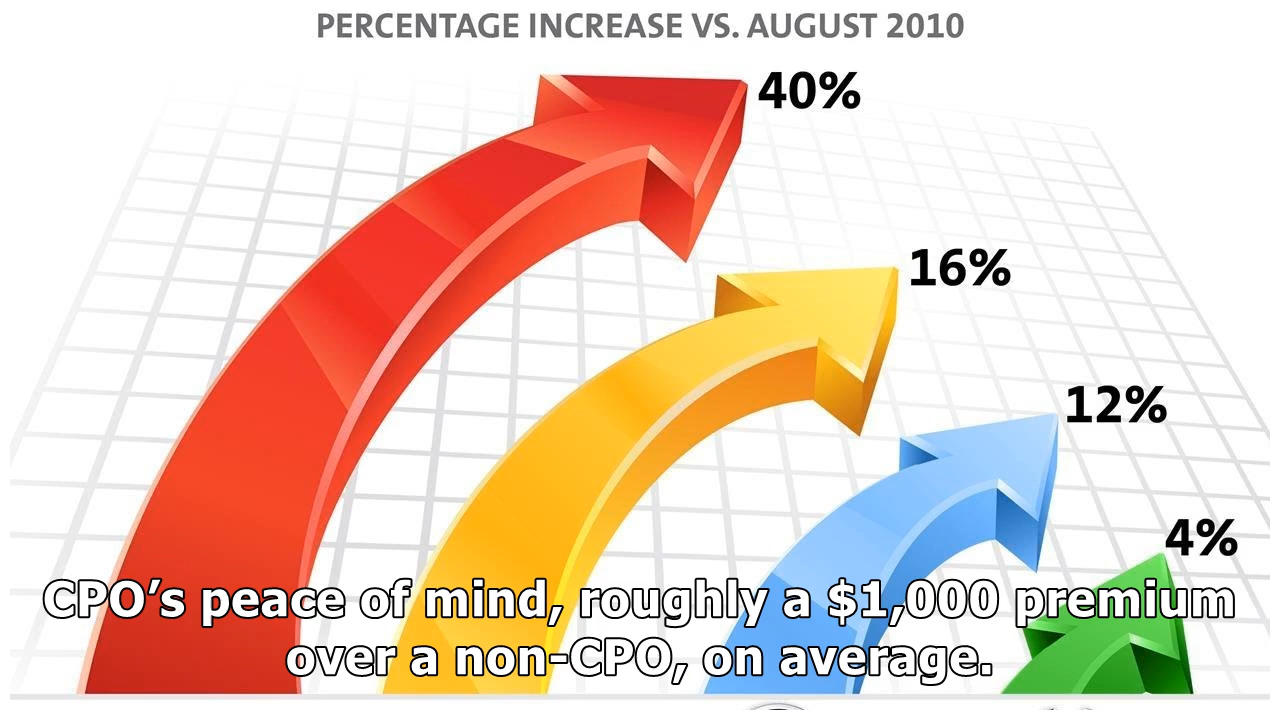 PERCENTAGE INCREASE VS. AUGUST 2010
40%
16%
12%
4%
CPO’s peace of mind, roughly a $1,000 premium
over a non-CPO, on average.